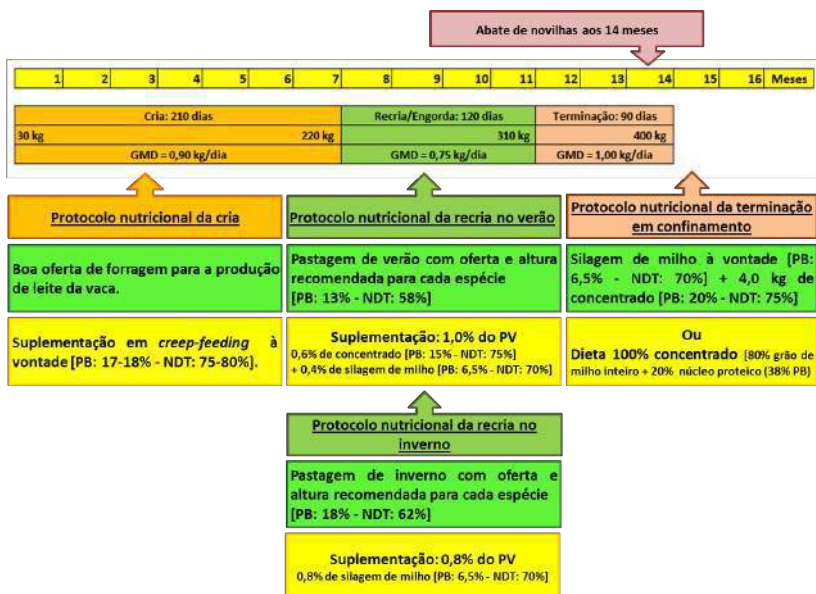 Abate de novilhas aos 14 meses
1 2 3 4 5 6 7 8 9 10 11 12 13 14 15 16 Meses
Cria: 210 dias
30 kg 220 kg
GMD = 0,90 kg/dia
Recria/Engorda: 120 dias
310 kg
GMD = 0,75 kg/dia
Terminação: 90 dias
400 kg
GMD = 1,00 kg/dia
Protocolo nutricional da cria
Boa oferta de forragem para a produção
de leite da vaca.
Suplementação em creep-feeding à
vontade [PB: 17-18% - NDT: 75-80%].
Protocolo nutricional da recria no verão
Pastagem de verão com oferta e altura
recomendada para cada espécie
[PB: 13% - NDT: 58%]
Suplementação: 1,0% do PV
0,6% de concentrado [PB: 15% - NDT: 75%]
+ 0,4% de silagem de milho [PB: 6,5% - NDT: 70%]
Protocolo nutricional da terminação
em confinamento
Silagem de milho à vontade [PB:
6,5% - NDT: 70%] + 4,0 kg de
concentrado [PB: 20% - NDT: 75%]
Ou
Dieta 100% concentrado [80% grão de
milho inteiro + 20% núcleo proteico (38% PB)
Protocolo nutricional da recria no
inverno
Pastagem de inverno com oferta e
altura recomendada para cada espécie
[PB: 18% - NDT: 62%]
Suplementação: 0,8% do PV
0,8% de silagem de milho [PB: 6,5% - NDT: 70%]